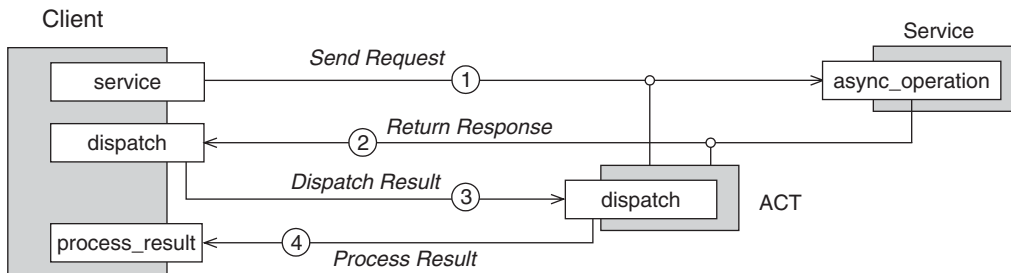 Client
Service
Send Request
1
service
async_operation
Return Response
2
dispatch
Dispatch Result
3
dispatch
ACT
process_result
4
Process Result